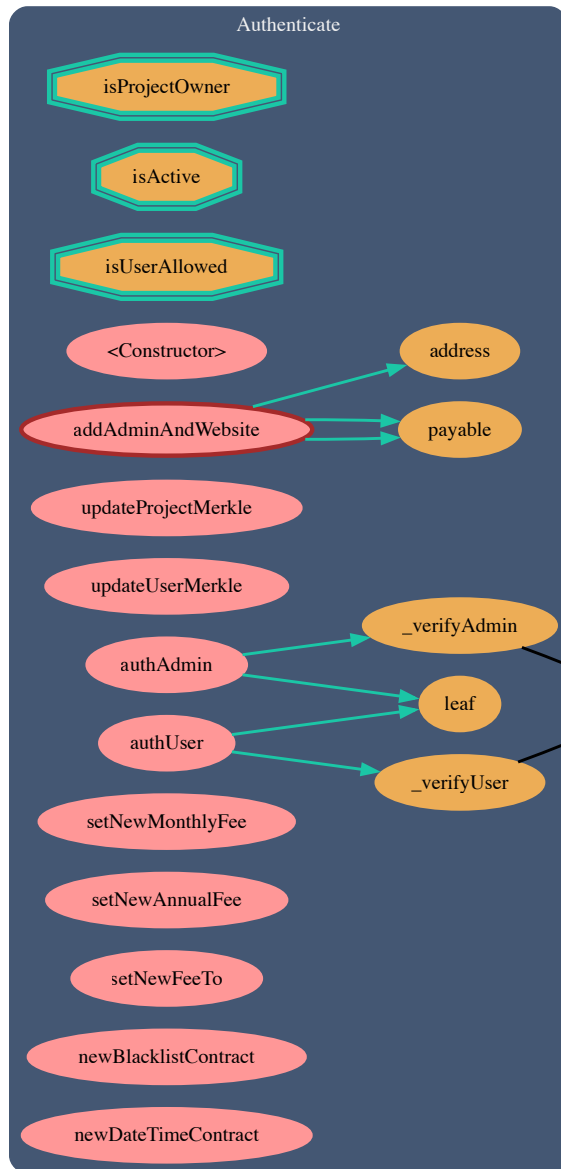 Authenticate
isProjectOwner
isActive
isUserAllowed
<Constructor>
address
addAdminAndWebsite
payable
updateProjectMerkle
updateUserMerkle
_verifyAdmin
authAdmin
leaf
authUser
_verifyUser
setNewMonthlyFee
setNewAnnualFee
setNewFeeTo
newBlacklistContract
newDateTimeContract